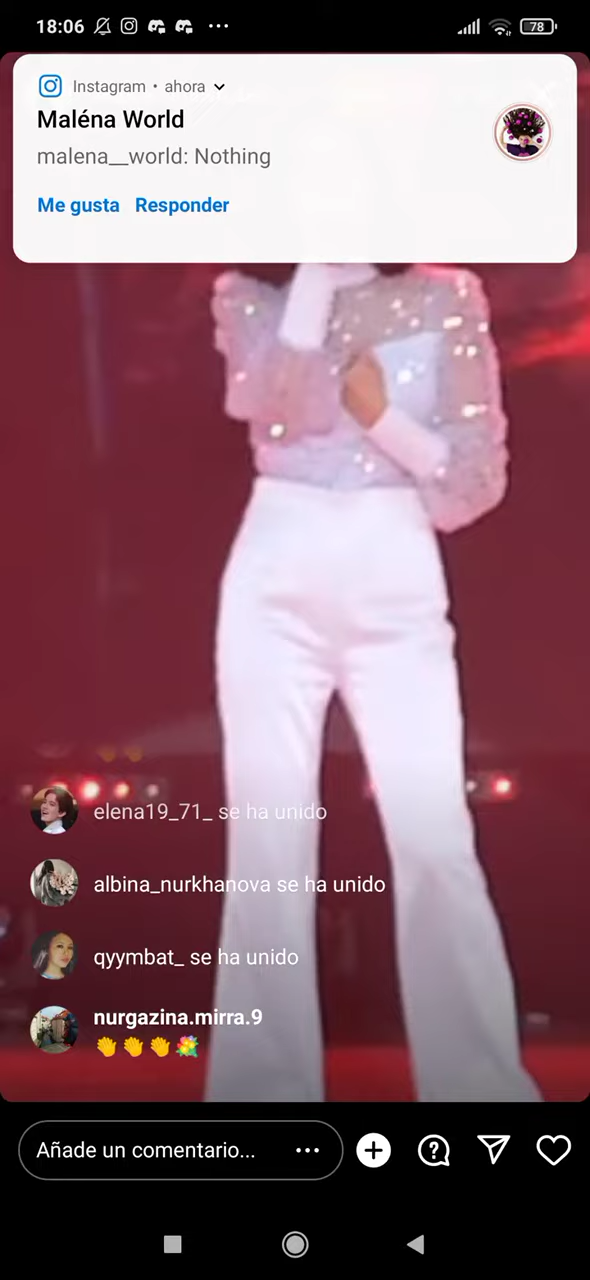 18:06
78
Instagram • ahora
Maléna World
malena__world: Nothing
Me gusta Responder
elena19_71_ se ha unido
albina_nurkhanova se ha unido
qyymbat_ se ha unido
nurgazina.mirra.9
👏👏👏💐
Añade un comentario...